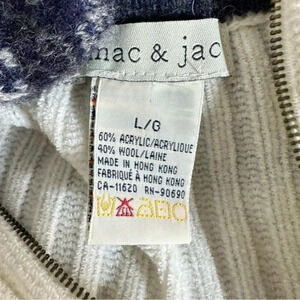 mac & jac
L/G
60% ACRYLIC/ACRYLIQUE
40% WOOL/LAINE
MADE IN HONG KONG
FABRIQUÉ À HONG KONG
CA-11620 RN-90690